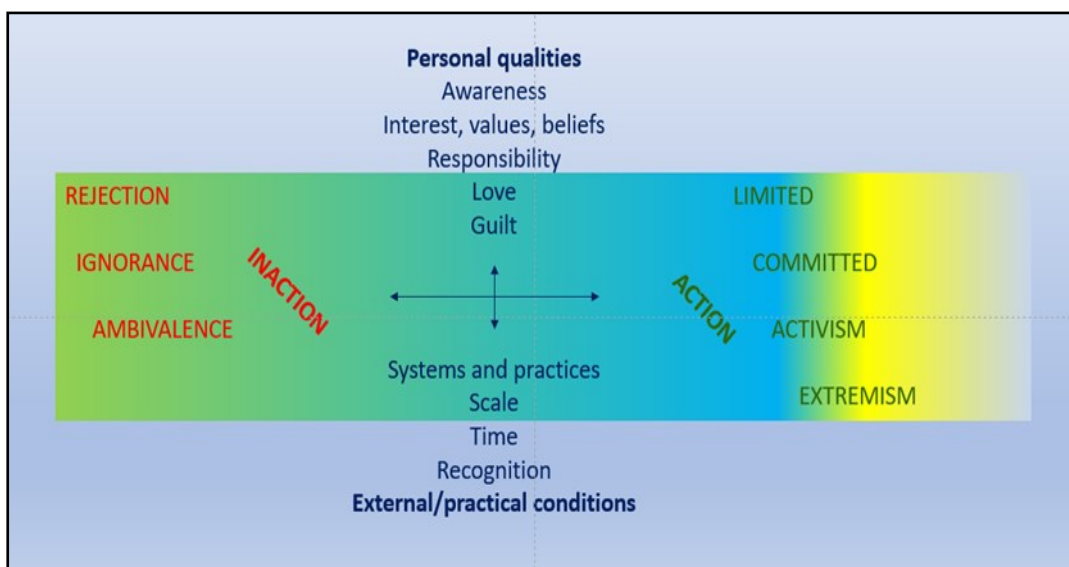 Personal qualities
Awareness
Interest, values, beliefs
Responsibility
Love
Guilt
REJECTION
IGNORANCE
AMBIVALENCE
INACTION
ACTION
LIMITED
COMMITTED
ACTIVISM
EXTREMISM
Systems and practices
Scale
Time
Recognition
External/practical conditions